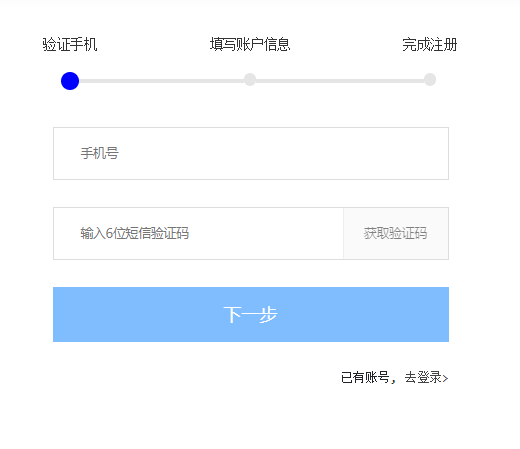 验证手机 填写账户信息 完成注册
手机号
输入6位短信验证码 获取验证码
下一步
已有账号, 去登录>